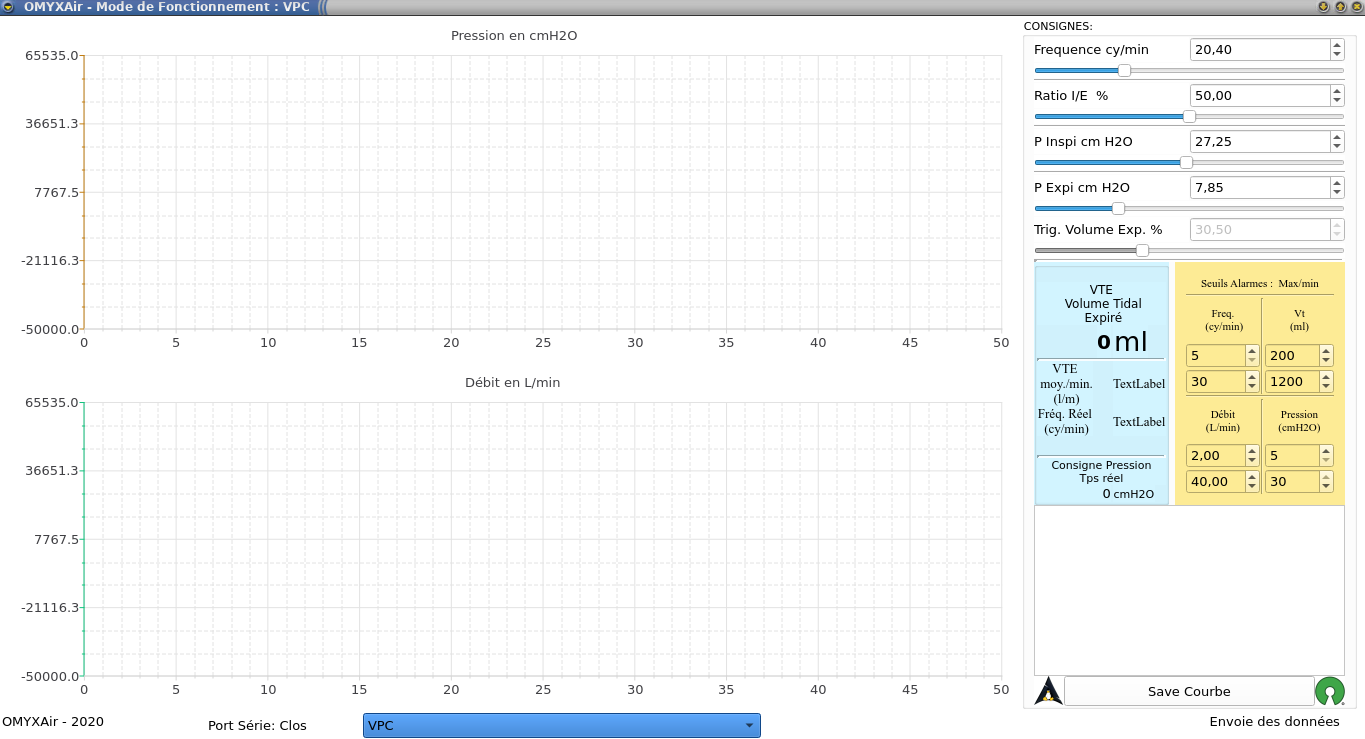 OMYXAir - Mode de Fonctionnement : VPC
Pression en cmH2O
65535.0
36651.3
7767.5
-21116.3
-50000.0
0 5 10 15 20 25 30 35 40 45 50
Débit en L/min
65535.0
36651.3
7767.5
-21116.3
-50000.0
0 5 10 15 20 25 30 35 40 45 50
CONSIGNES:
Frequence cy/min 20,40
Ratio I/E % 50,00
P Inspi cm H2O 27,25
P Expi cm H2O 7,85
Trig. Volume Exp. % 30,50
VTE
Volume Tidal
Expiré
0 ml
VTE
moy./min.
(l/m)
TextLabel
Fréq. Réel
(cy/min)
TextLabel
Consigne Pression
Tps réel
0 cmH2O
Seuils Alarmes : Max/min
Freq.
(cy/min)
Vt
(ml)
5 200
30 1200
Débit
(L/min)
Pression
(cmH2O)
2,00 5
40,00 30
Save Courbe
OMYXAir - 2020
Port Série: Clos
VPC
Envoie des données